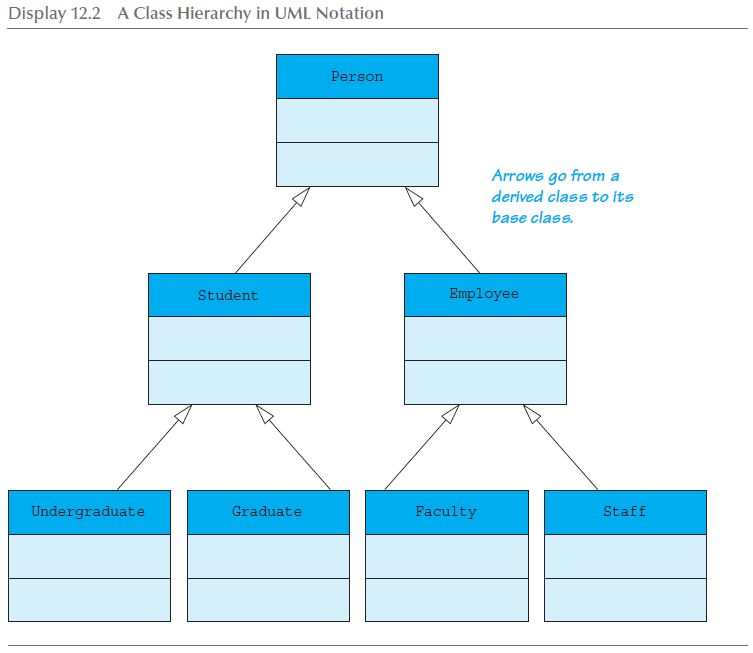 Display 12.2 A Class Hierarchy in UML Notation
Person
Arrows go from a
derived class to its
base class.
Student
Employee
Undergraduate
Graduate
Faculty
Staff